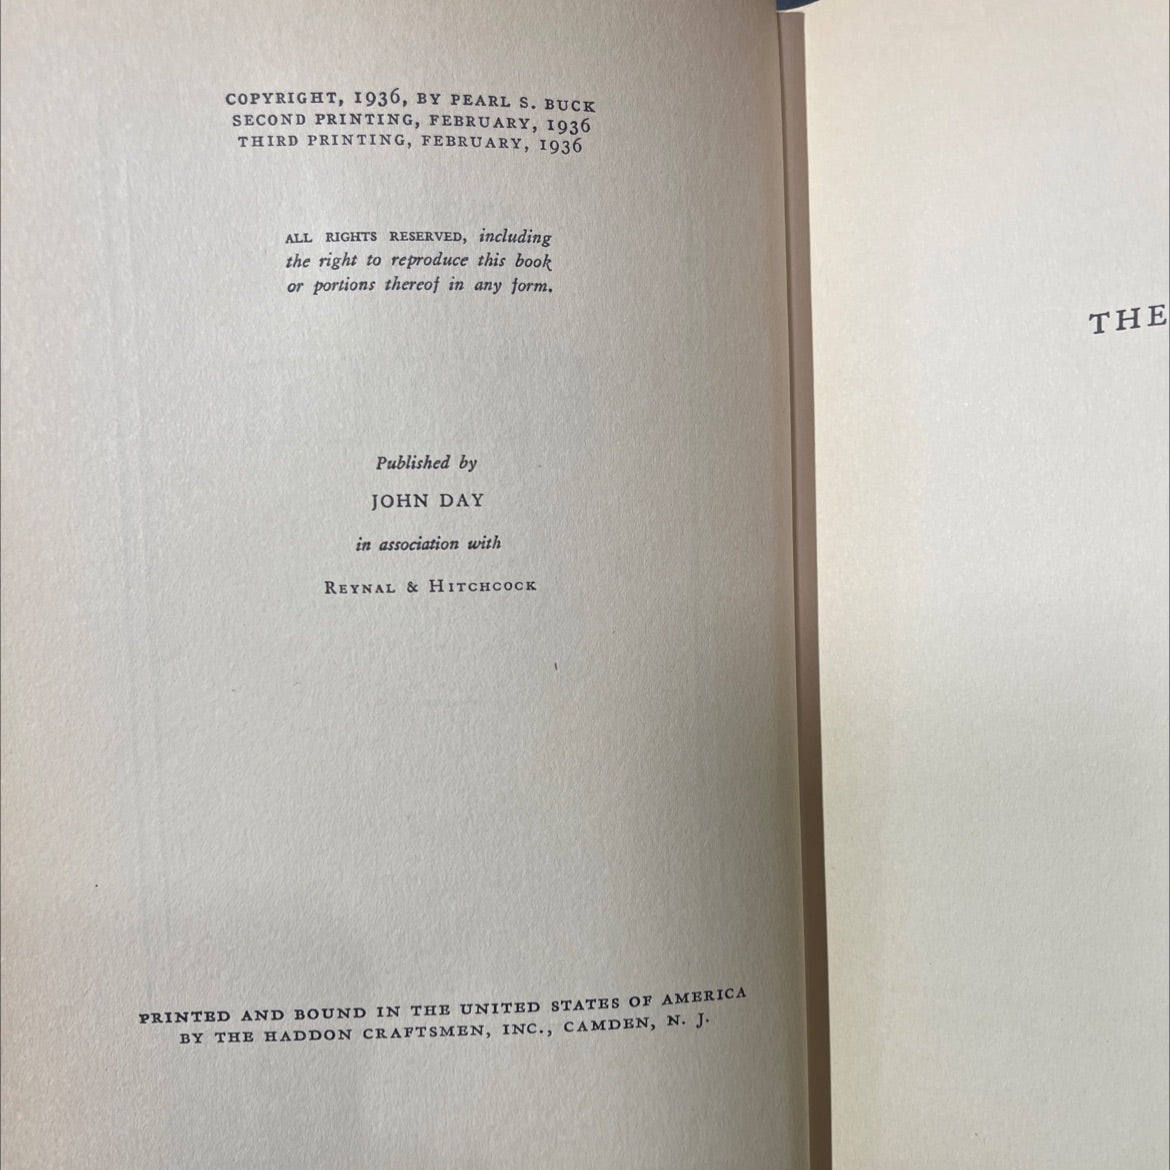 COPYRIGHT, 1936, BY PEARL S. BUCK
SECOND PRINTING, FEBRUARY, 1936
THIRD PRINTING, FEBRUARY, 1936
ALL RIGHTS RESERVED, including
the right to reproduce this book
or portions thereof in any form.
Published by
JOHN DAY
in association with
REYNAL & HITCHCOCK
PRINTED AND BOUND IN THE UNITED STATES OF AMERICA
BY THE HADDON CRAFTSMEN, INC., CAMDEN, N. J.
THE